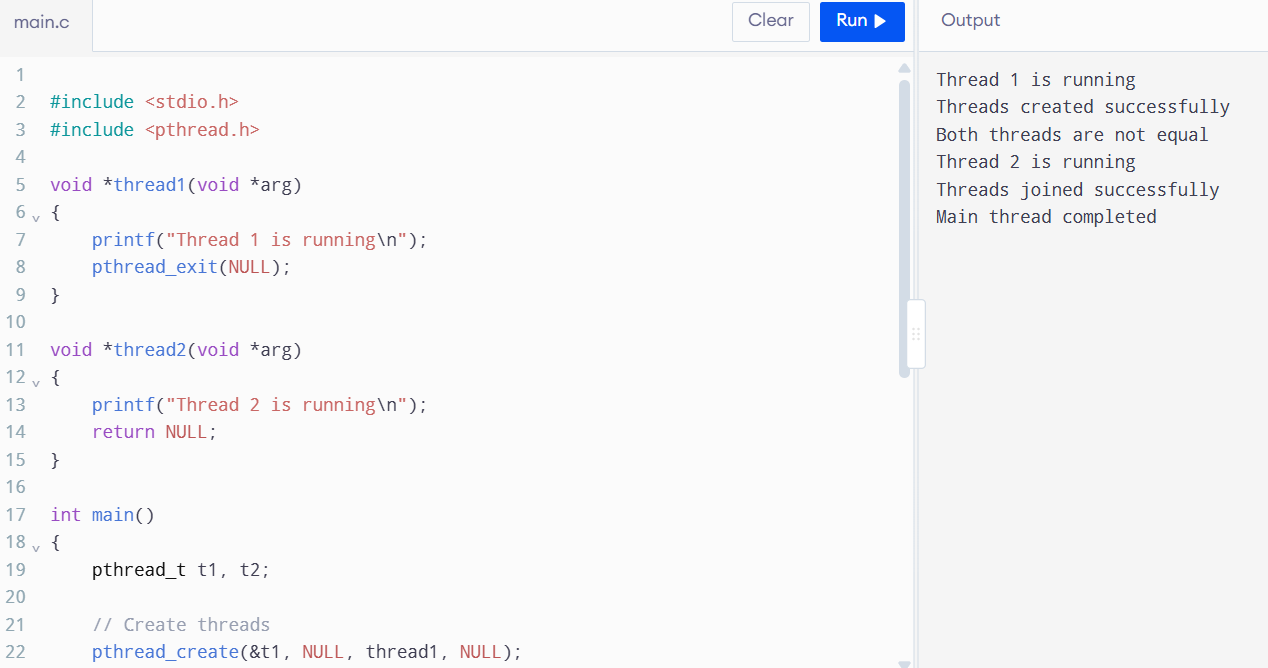 main.c
Clear
Run
Output
1
2 #include <stdio.h>
3 #include <pthread.h>
4
5 void *thread1(void *arg)
6 {
7     printf("Thread 1 is running\n");
8     pthread_exit(NULL);
9 }
10
11 void *thread2(void *arg)
12 {
13     printf("Thread 2 is running\n");
14     return NULL;
15 }
16
17 int main()
18 {
19     pthread_t t1, t2;
20
21     // Create threads
22     pthread_create(&t1, NULL, thread1, NULL);
Thread 1 is running
Threads created successfully
Both threads are not equal
Thread 2 is running
Threads joined successfully
Main thread completed